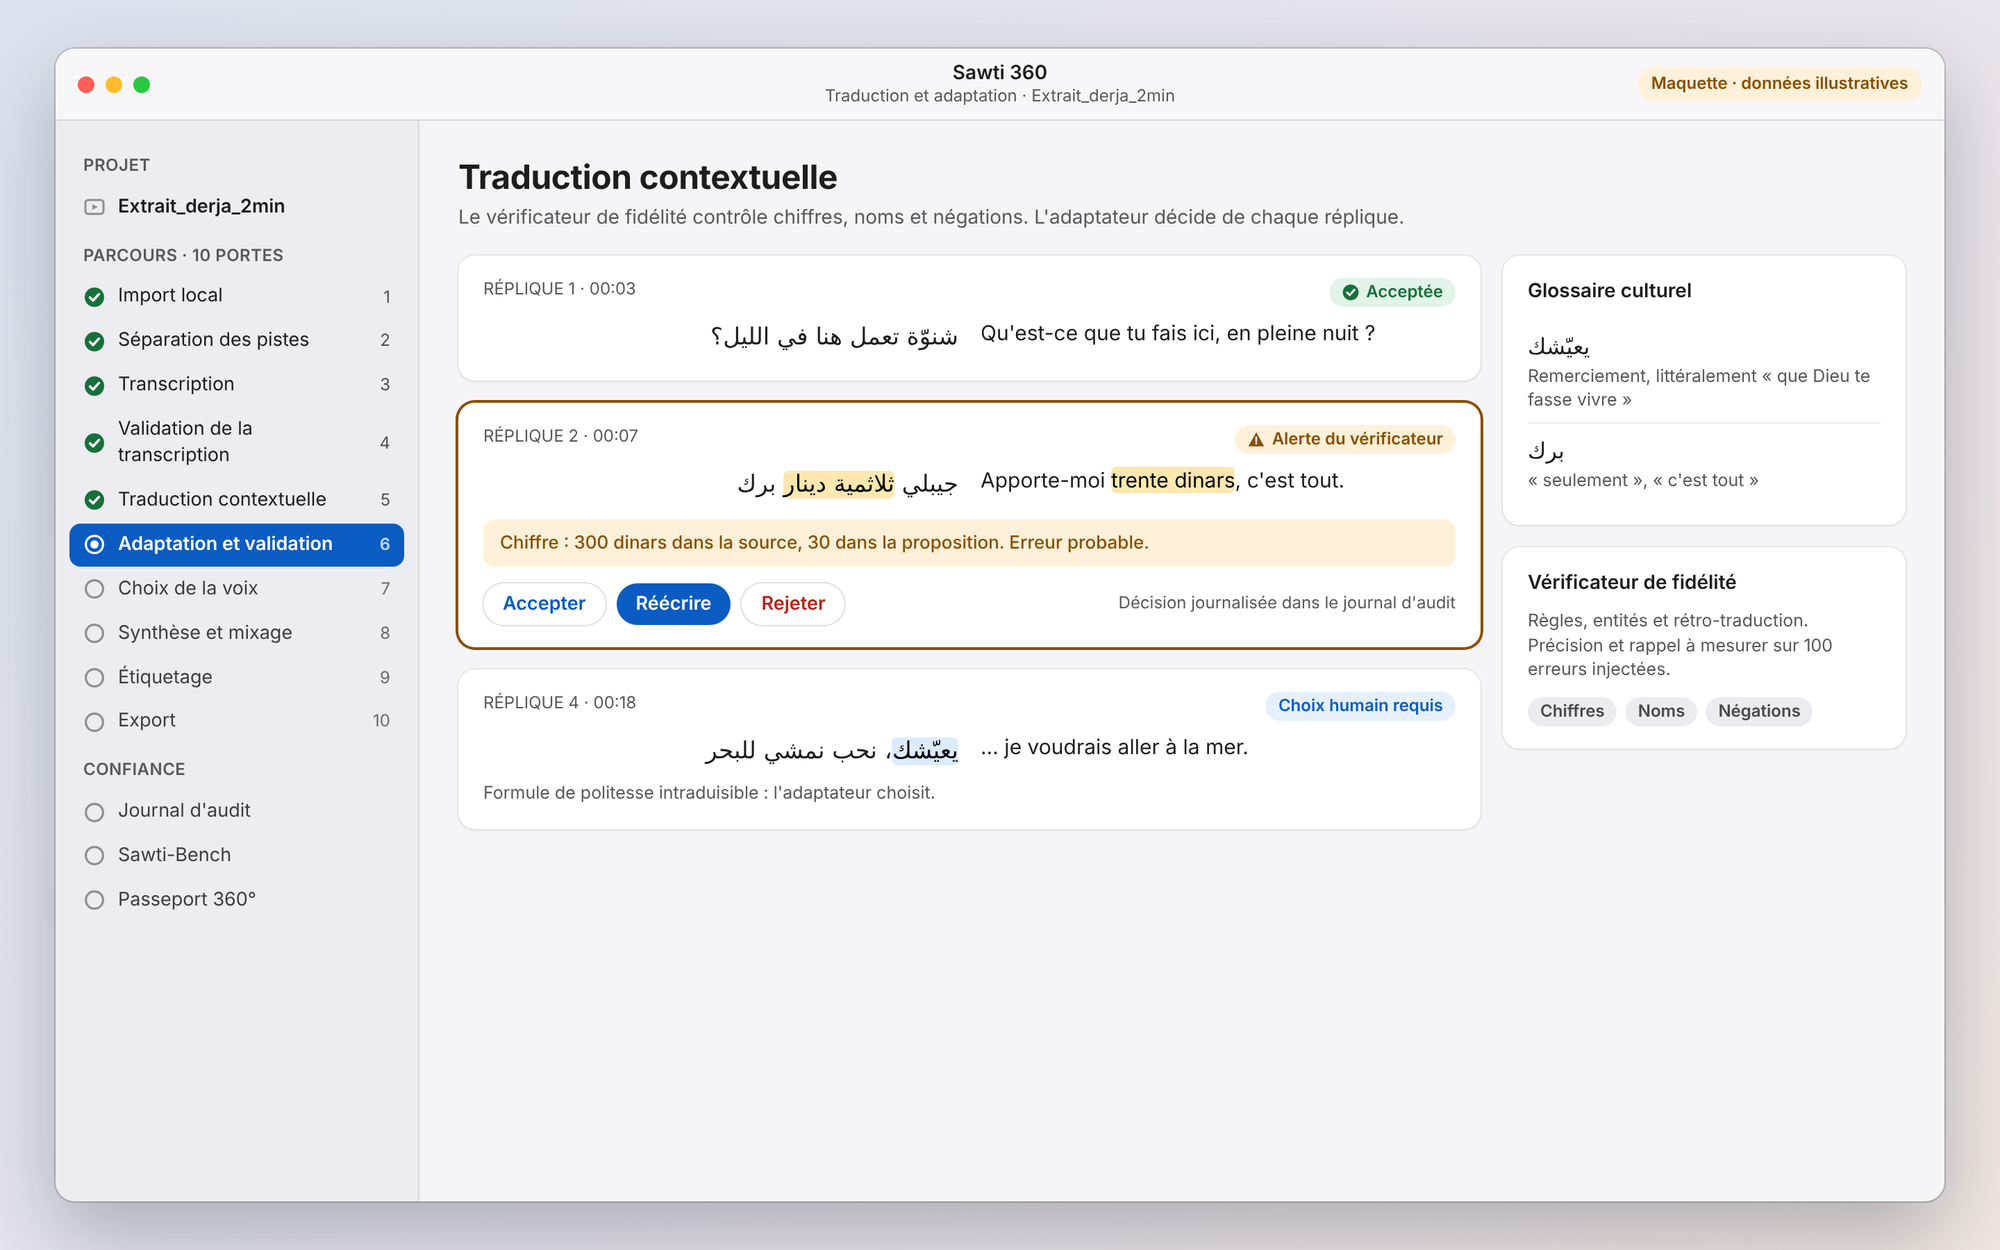 Sawti 360
Traduction et adaptation · Extrait_derja_2min
Maquette · données illustratives
PROJET
Extrait_derja_2min
PARCOURS · 10 PORTES
Import local 1
Séparation des pistes 2
Transcription 3
Validation de la
transcription 4
Traduction contextuelle 5
Adaptation et validation 6
Choix de la voix 7
Synthèse et mixage 8
Étiquetage 9
Export 10
CONFIANCE
Journal d'audit
Sawti-Bench
Passeport 360°
Traduction contextuelle
Le vérificateur de fidélité contrôle chiffres, noms et négations. L'adaptateur décide de chaque réplique.
RÉPLIQUE 1 · 00:03
Acceptée
شنوّة تعمل هنا في الليل؟
Qu'est-ce que tu fais ici, en pleine nuit ?
RÉPLIQUE 2 · 00:07
Alerte du vérificateur
جيبلي ثلاثمية دينار برك
Apporte-moi trente dinars, c'est tout.
Chiffre : 300 dinars dans la source, 30 dans la proposition. Erreur probable.
Accepter
Réécrire
Rejeter
Décision journalisée dans le journal d'audit
RÉPLIQUE 4 · 00:18
Choix humain requis
يعيّشك، نحب نمشي للبحر
... je voudrais aller à la mer.
Formule de politesse intraduisible : l'adaptateur choisit.
Glossaire culturel
يعيّشك
Remerciement, littéralement « que Dieu te
fasse vivre »
برك
« seulement », « c'est tout »
Vérificateur de fidélité
Règles, entités et rétro-traduction.
Précision et rappel à mesurer sur 100
erreurs injectées.
Chiffres
Noms
Négations